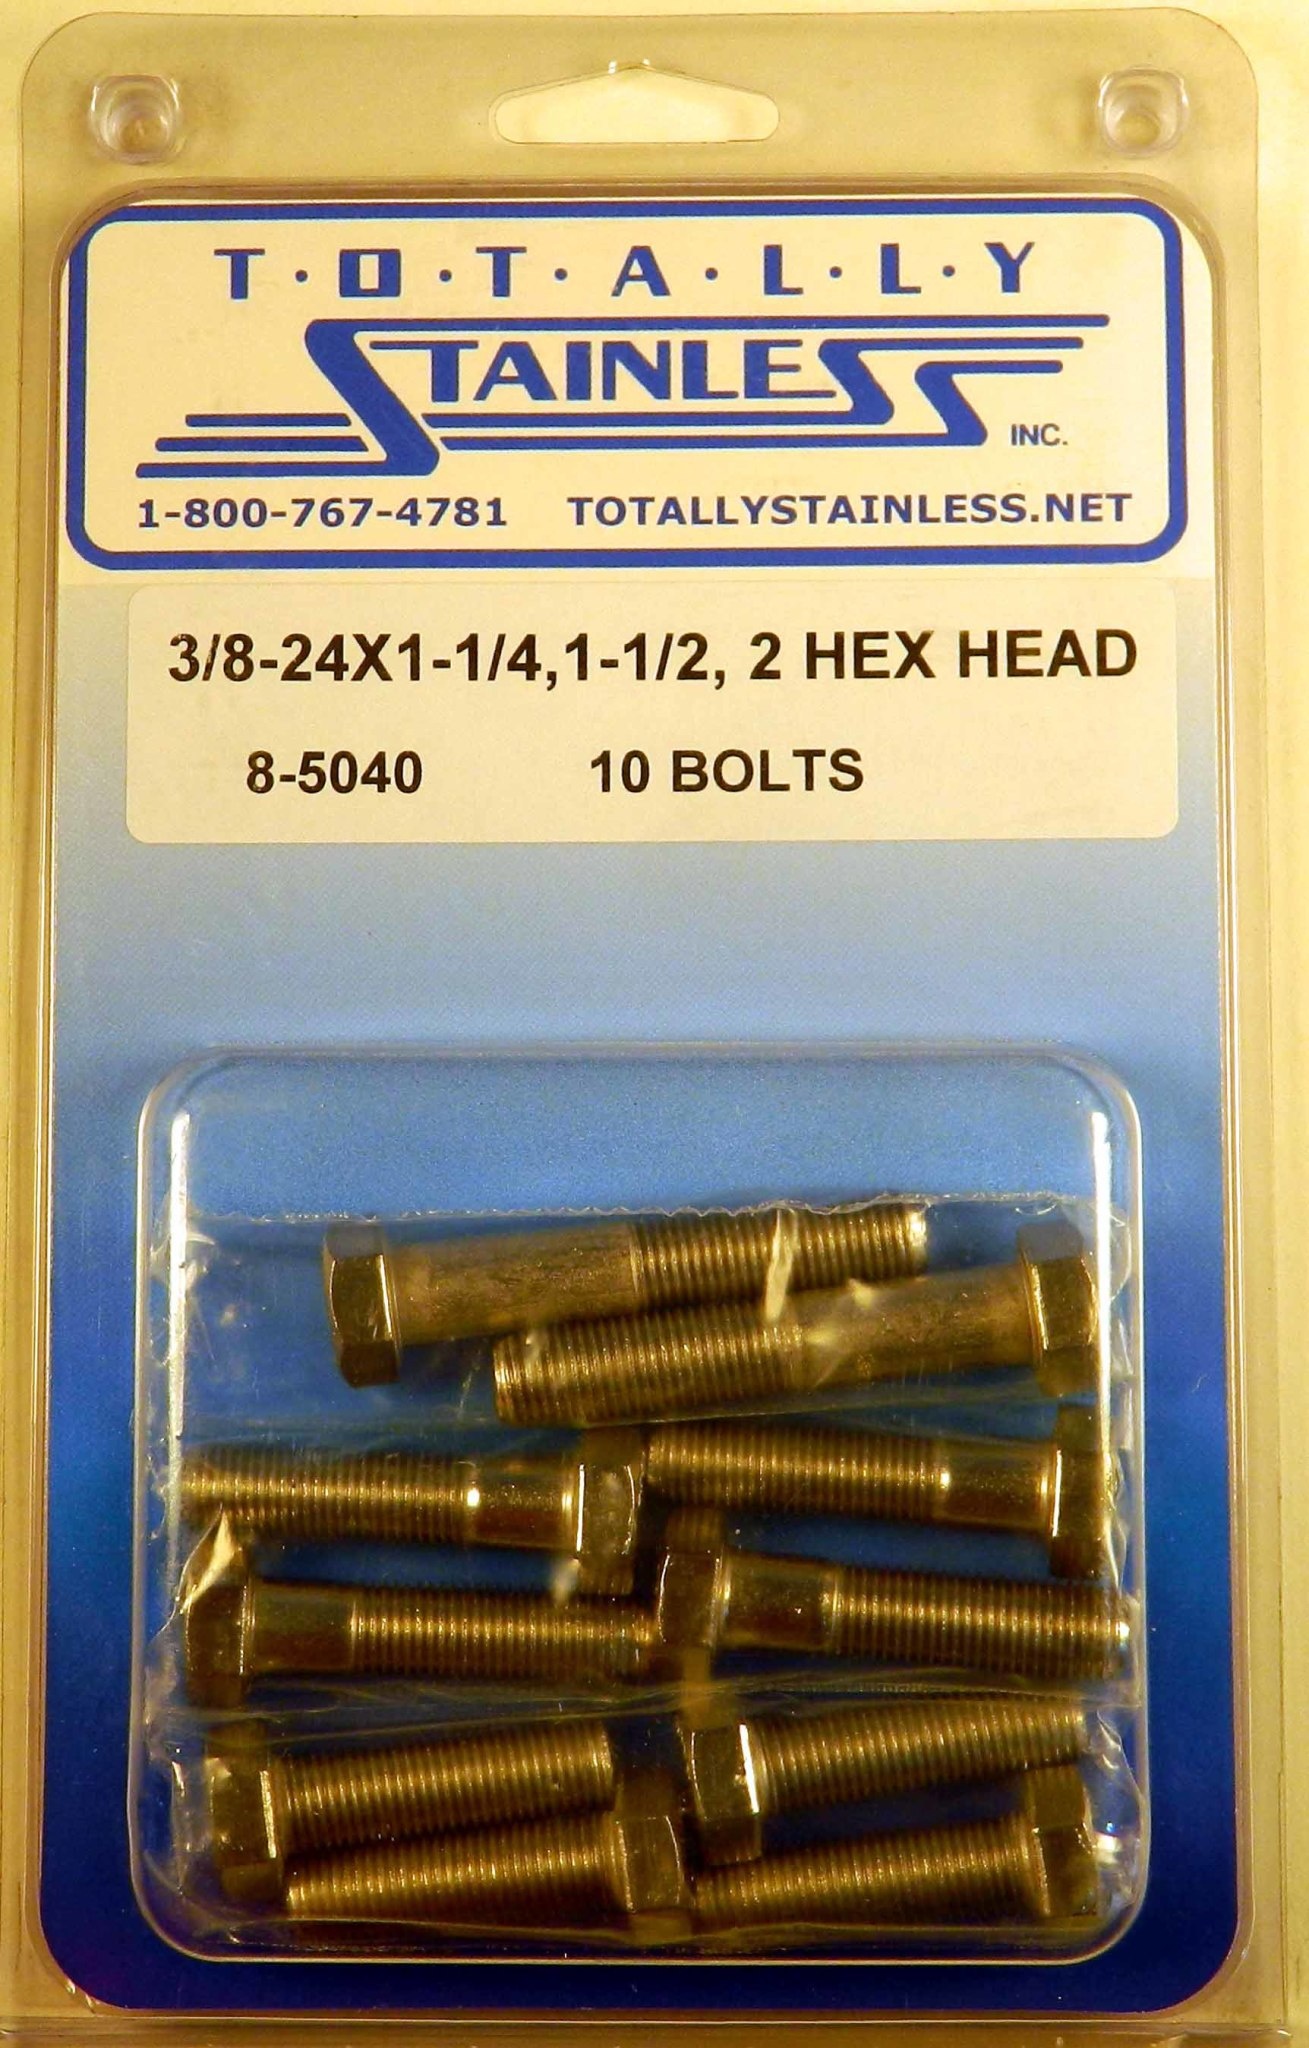 T·O·T·A·L·L·Y
STAINLESS
INC.
1-800-767-4781 TOTALLYSTAINLESS.NET
3/8-24X1-1/4,1-1/2, 2 HEX HEAD
8-5040 10 BOLTS